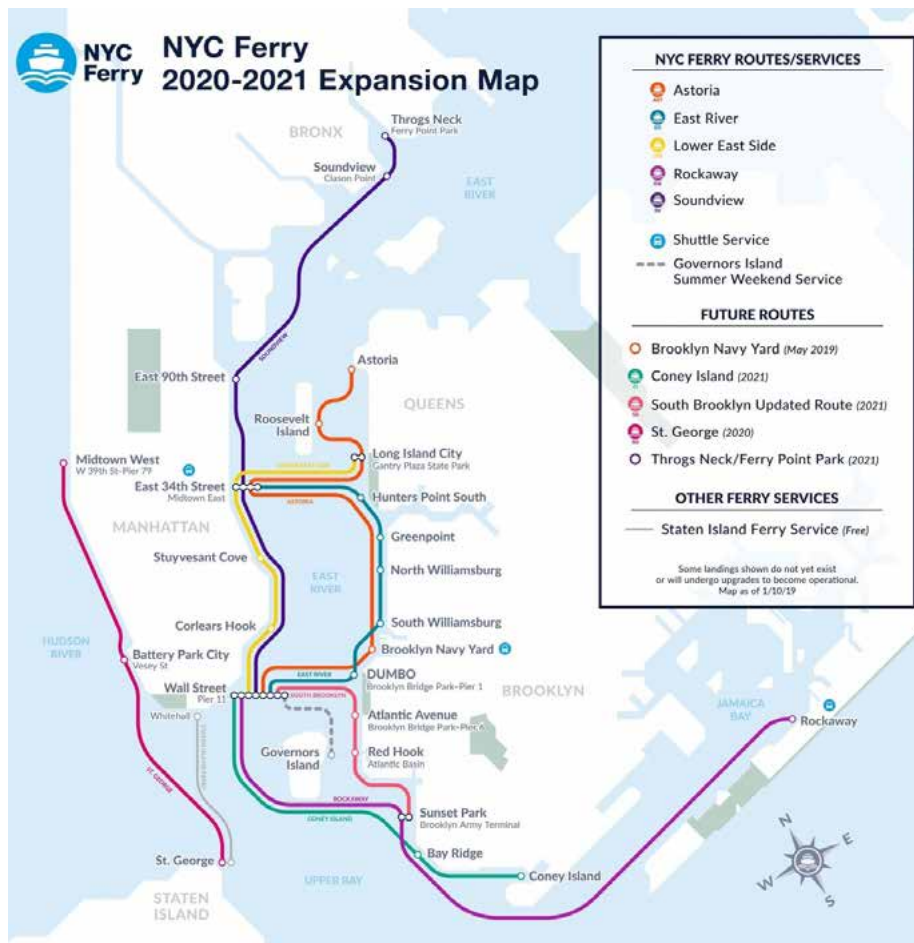 NYC
Ferry
NYC Ferry
2020-2021 Expansion Map
NYC FERRY ROUTES/SERVICES
Astoria
East River
Lower East Side
Rockaway
Soundview
Shuttle Service
Governors Island
Summer Weekend Service
FUTURE ROUTES
Brooklyn Navy Yard (May 2019)
Coney Island (2021)
South Brooklyn Updated Route (2021)
St. George (2020)
Throgs Neck/Ferry Point Park (2021)
OTHER FERRY SERVICES
Staten Island Ferry Service (Free)
Some landings shown do not yet exist
or will undergo upgrades to become operational.
Map as of 1/10/19
Throgs Neck
Ferry Point Park
BRONX
Soundview
Clason Point
EAST
RIVER
SOUNDVIEW
East 90th Street
Astoria
QUEENS
Roosevelt
Island
Long Island City
Gantry Plaza State Park
Midtown West
W 39th St-Pier 79
East 34th Street
Midtown East
ASTORIA
Hunters Point South
MANHATTAN
Greenpoint
Stuyvesant Cove
North Williamsburg
EAST
RIVER
Corlears Hook
South Williamsburg
HUDSON
RIVER
Brooklyn Navy Yard
Battery Park City
Vesey St
EAST RIVER
DUMBO
Brooklyn Bridge Park-Pier 1
Wall Street
Pier 11
SOUTH BROOKLYN
BROOKLYN
JAMAICA
BAY
Whitehall
Atlantic Avenue
Brooklyn Bridge Park-Pier 6
Rockaway
Governors
Island
Red Hook
Atlantic Basin
ST. GEORGE
ROCKAWAY
CONEY ISLAND
Sunset Park
Brooklyn Army Terminal
Bay Ridge
St. George
Coney Island
UPPER BAY
STATEN
ISLAND
N
E
W
S